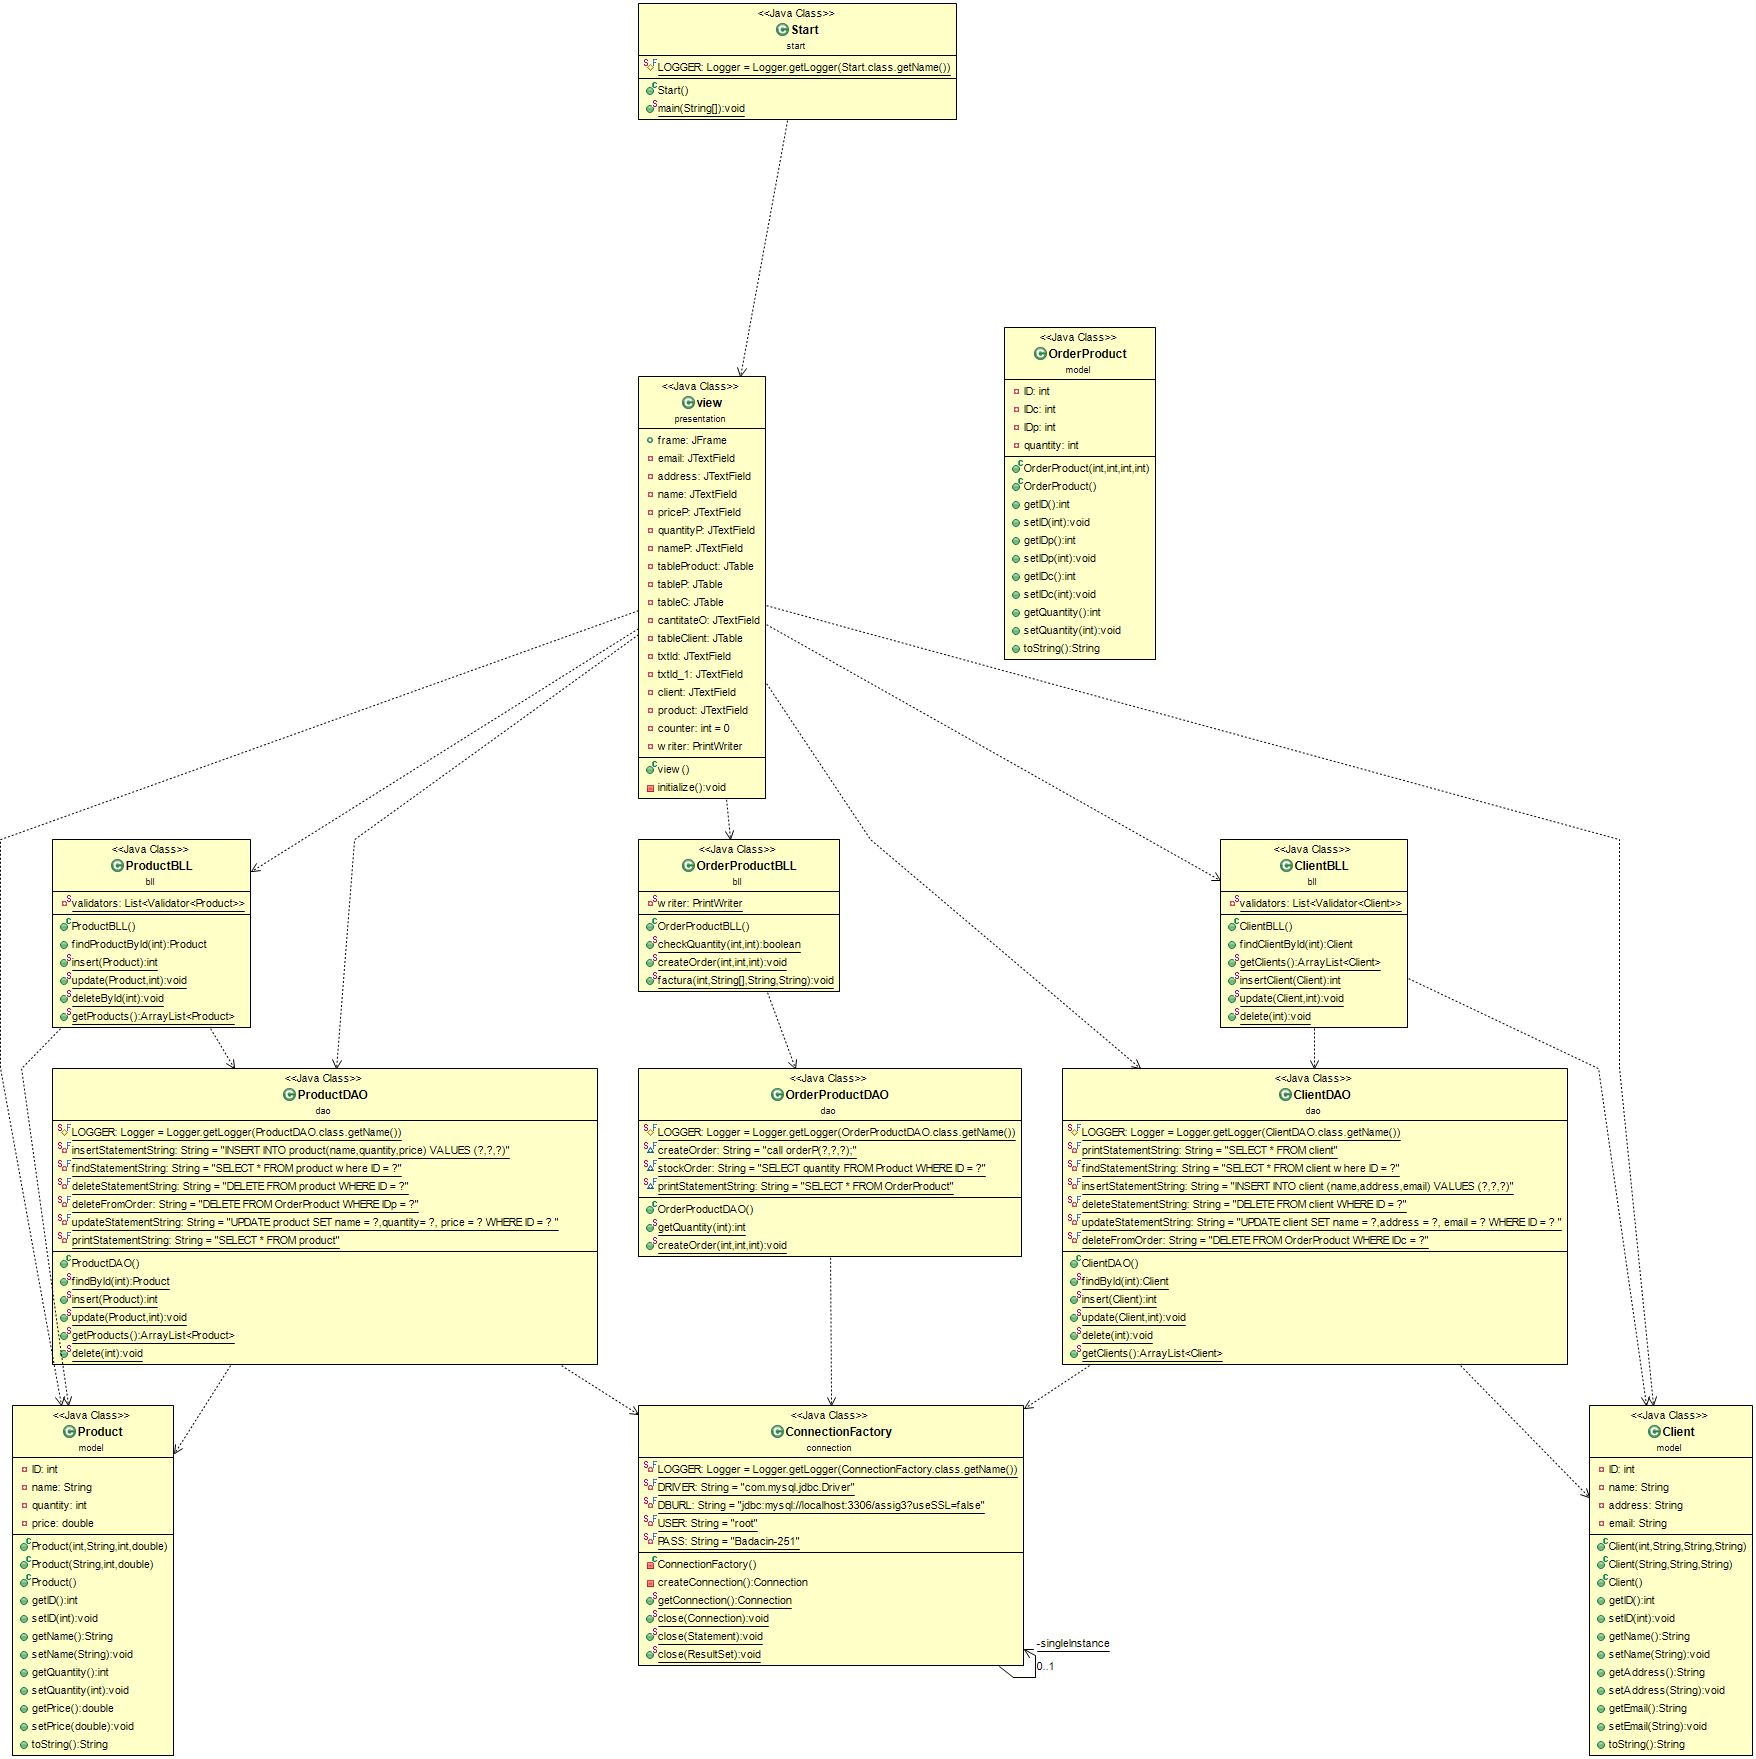 <<Java Class>>
Start
start
LOGGER: Logger = Logger.getLogger(Start.class.getName())
Start()
main(String[]):void
<<Java Class>>
OrderProduct
model
ID: int
IDc: int
IDp: int
quantity: int
OrderProduct(int,int,int,int)
OrderProduct()
getID():int
setID(int):void
getIDp():int
setIDp(int):void
getIDc():int
setIDc(int):void
getQuantity():int
setQuantity(int):void
toString():String
<<Java Class>>
view
presentation
frame: JFrame
email: JTextField
address: JTextField
name: JTextField
priceP: JTextField
quantityP: JTextField
nameP: JTextField
tableProduct: JTable
tableP: JTable
tableC: JTable
cantitateO: JTextField
tableClient: JTable
txtId: JTextField
txtId_1: JTextField
client: JTextField
product: JTextField
counter: int = 0
writer: PrintWriter
view()
initialize():void
<<Java Class>>
ProductBLL
bll
validators: List<Validator<Product>>
ProductBLL()
findProductById(int):Product
insert(Product):int
update(Product,int):void
deleteById(int):void
getProducts():ArrayList<Product>
<<Java Class>>
OrderProductBLL
bll
writer: PrintWriter
OrderProductBLL()
checkQuantity(int,int):boolean
createOrder(int,int,int):void
factura(int,String[],String,String):void
<<Java Class>>
ClientBLL
bll
validators: List<Validator<Client>>
ClientBLL()
findClientById(int):Client
getClients():ArrayList<Client>
insertClient(Client):int
update(Client,int):void
delete(int):void
<<Java Class>>
ProductDAO
dao
LOGGER: Logger = Logger.getLogger(ProductDAO.class.getName())
insertStatementString: String = "INSERT INTO product(name,quantity,price) VALUES (?,?,?)"
findStatementString: String = "SELECT * FROM product where ID = ?"
deleteStatementString: String = "DELETE FROM product WHERE ID = ?"
deleteFromOrder: String = "DELETE FROM OrderProduct WHERE IDp = ?"
updateStatementString: String = "UPDATE product SET name = ?,quantity= ?, price = ? WHERE ID = ? "
printStatementString: String = "SELECT * FROM product"
ProductDAO()
findById(int):Product
insert(Product):int
update(Product,int):void
getProducts():ArrayList<Product>
delete(int):void
<<Java Class>>
OrderProductDAO
dao
LOGGER: Logger = Logger.getLogger(OrderProductDAO.class.getName())
createOrder: String = "call orderP(?,?,?);"
stockOrder: String = "SELECT quantity FROM Product WHERE ID = ?"
printStatementString: String = "SELECT * FROM OrderProduct"
OrderProductDAO()
getQuantity(int):int
createOrder(int,int,int):void
<<Java Class>>
ClientDAO
dao
LOGGER: Logger = Logger.getLogger(ClientDAO.class.getName())
printStatementString: String = "SELECT * FROM client"
findStatementString: String = "SELECT * FROM client where ID = ?"
insertStatementString: String = "INSERT INTO client (name,address,email) VALUES (?,?,?)"
deleteStatementString: String = "DELETE FROM client WHERE ID = ?"
updateStatementString: String = "UPDATE client SET name = ?,address = ?, email = ? WHERE ID = ? "
deleteFromOrder: String = "DELETE FROM OrderProduct WHERE IDc = ?"
ClientDAO()
findById(int):Client
insert(Client):int
update(Client,int):void
delete(int):void
getClients():ArrayList<Client>
<<Java Class>>
Product
model
ID: int
name: String
quantity: int
price: double
Product(int,String,int,double)
Product(String,int,double)
Product()
getID():int
setID(int):void
getName():String
setName(String):void
getQuantity():int
setQuantity(int):void
getPrice():double
setPrice(double):void
toString():String
<<Java Class>>
ConnectionFactory
connection
LOGGER: Logger = Logger.getLogger(ConnectionFactory.class.getName())
DRIVER: String = "com.mysql.jdbc.Driver"
DBURL: String = "jdbc:mysql://localhost:3306/assig3?useSSL=false"
USER: String = "root"
PASS: String = "Badacin-251"
ConnectionFactory()
createConnection():Connection
getConnection():Connection
close(Connection):void
close(Statement):void
close(ResultSet):void
-singleInstance
0..1
<<Java Class>>
Client
model
ID: int
name: String
address: String
email: String
Client(int,String,String,String)
Client(String,String,String)
Client()
getID():int
setID(int):void
getName():String
setName(String):void
getAddress():String
setAddress(String):void
getEmail():String
setEmail(String):void
toString():String